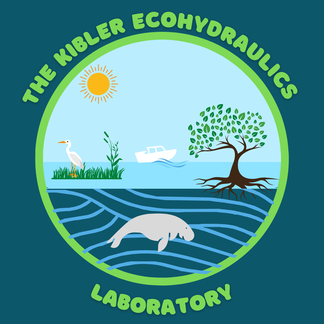 THE KIBLER ECOHYDRAULICS
LABORATORY